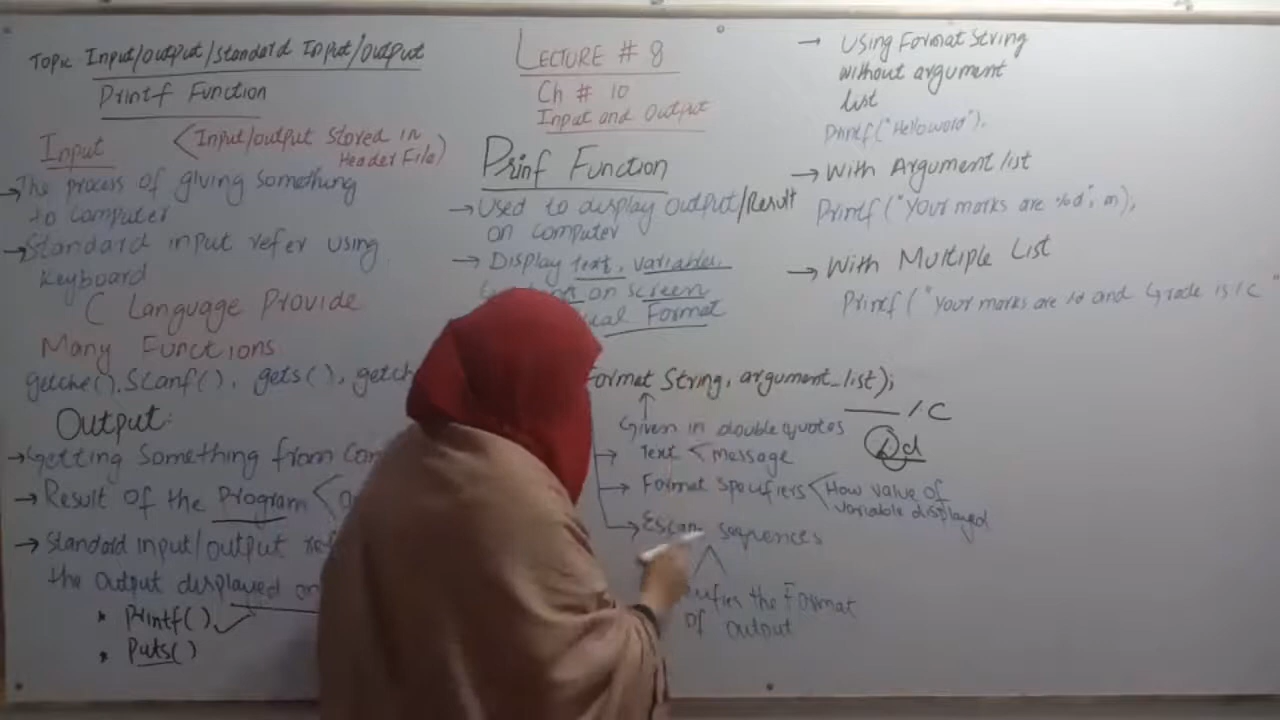 Topic Input/output/standard Input/output
Printf Function
Input <Input/output stored in
Header File)
→ The process of giving something
to computer
→ Standard input refer using
Keyboard
C Language Provide
Many Functions
getche(). Scanf(), gets(), getch
Output:
→ Getting something from Com
→ Result of the Program <
→ Standard input/output ref
the output displayed on
* Printf() ✓
* Puts()
LECTURE # 8
Ch # 10
Input and Output
Prinf Function
→ Used to display output/Result
on computer
→ Display text, variables
on screen
Format
Format String, argument_list);
Given in double quotes
→ Text < message
→ Format specifiers < How value of
variable displayed
→ Escap sequences
ifies the Format
of output
/C
%d
→ Using Format String
without argument
list
Printf("Helloword").
→ With Argument list
Printf ("Your marks are %d", m),
→ With Multiple List
Printf ("Your marks are %d and Grade is %c